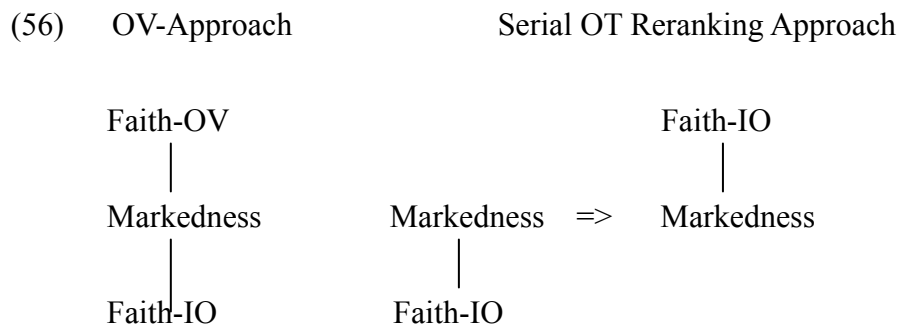 (56) OV-Approach Serial OT Reranking Approach
Faith-OV Faith-IO
Markedness Markedness => Markedness
Faith-IO Faith-IO